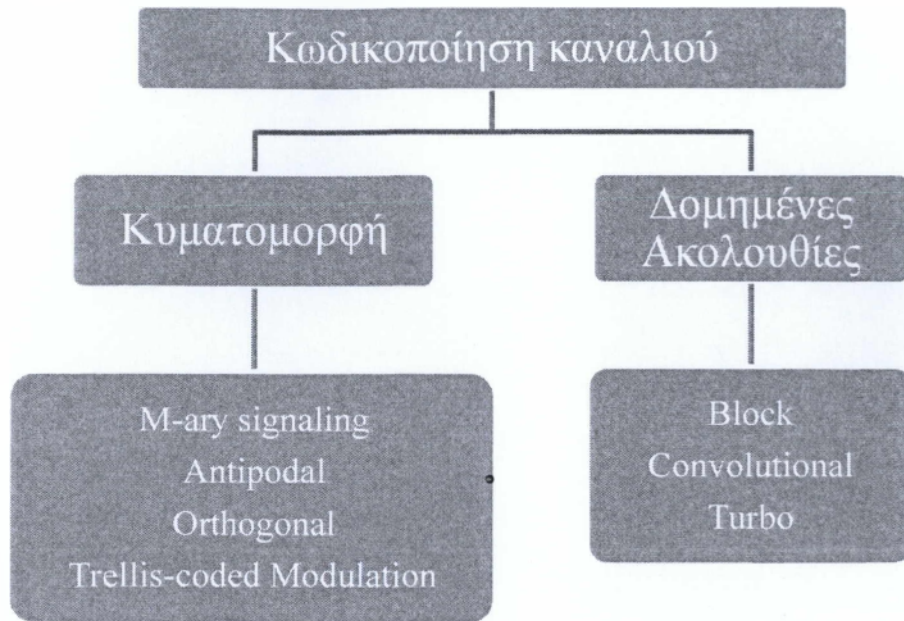 Κωδικοποίηση καναλιού
Κυματομορφή
Δομημένες
Ακολουθίες
M-ary signaling
Antipodal
Orthogonal
Trellis-coded Modulation
Block
Convolutional
Turbo